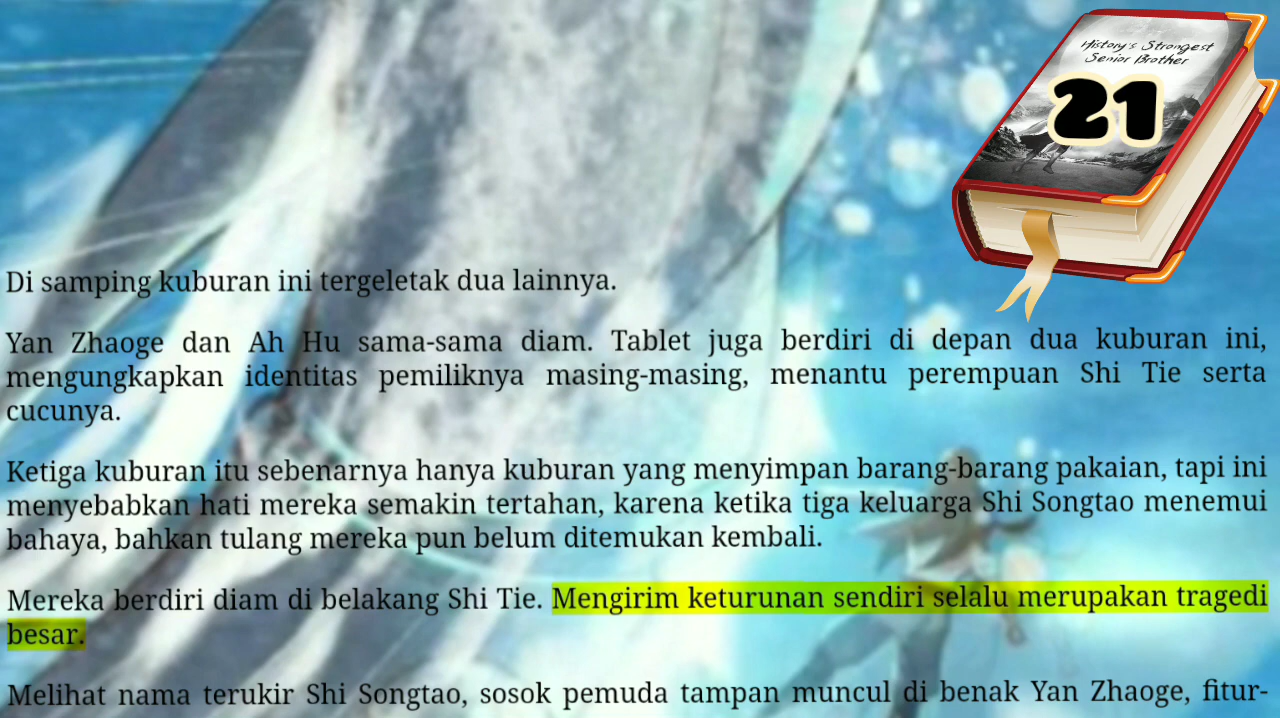 History's Strongest
Senior Brother
21
Di samping kuburan ini tergeletak dua lainnya.
Yan Zhaoge dan Ah Hu sama-sama diam. Tablet juga berdiri di depan dua kuburan ini,
mengungkapkan identitas pemiliknya masing-masing, menantu perempuan Shi Tie serta
cucunya.
Ketiga kuburan itu sebenarnya hanya kuburan yang menyimpan barang-barang pakaian, tapi ini
menyebabkan hati mereka semakin tertahan, karena ketika tiga keluarga Shi Songtao menemui
bahaya, bahkan tulang mereka pun belum ditemukan kembali.
Mereka berdiri diam di belakang Shi Tie. Mengirim keturunan sendiri selalu merupakan tragedi
besar.
Melihat nama terukir Shi Songtao, sosok pemuda tampan muncul di benak Yan Zhaoge, fitur-